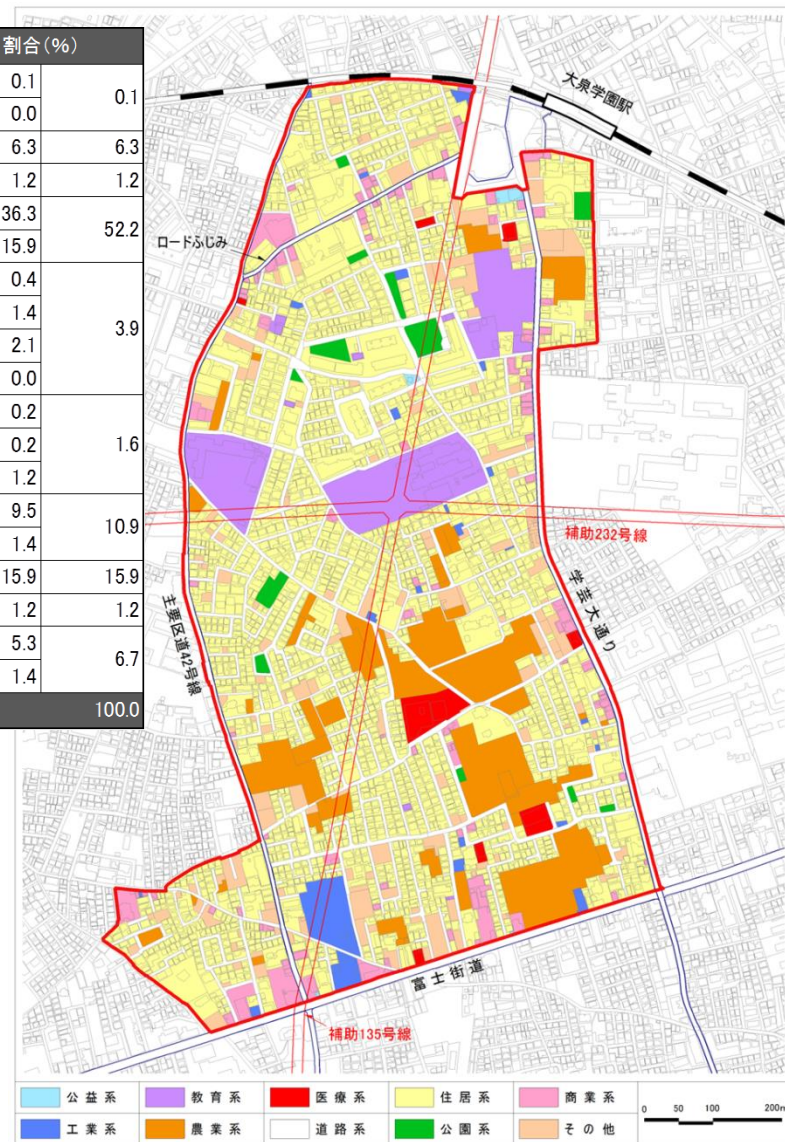 割合(%)
0.1 0.1
0.0
6.3 6.3
1.2 1.2
36.3 52.2
15.9
0.4 3.9
1.4
2.1
0.0
0.2 1.6
0.2
1.2
9.5 10.9
1.4
15.9 15.9
1.2 1.2
5.3 6.7
1.4
100.0
大泉学園駅
ロードふじみ
補助232号線
学芸大通り
主要区道42号線
富士街道
補助135号線
公益系 教育系 医療系 住居系 商業系
工業系 農業系 道路系 公園系 その他
0 50 100 200m